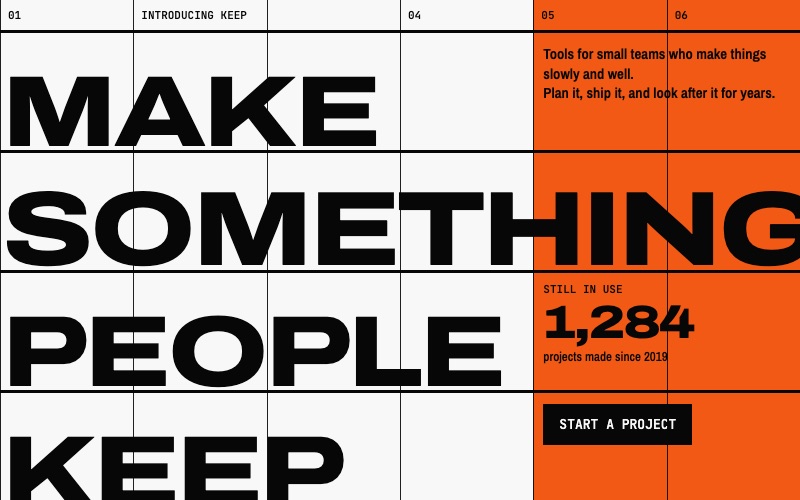 01 INTRODUCING KEEP 04 05 06
Tools for small teams who make things
slowly and well.
Plan it, ship it, and look after it for years.
MAKE
SOMETHING
PEOPLE
STILL IN USE
1,284
projects made since 2019
KEEP
START A PROJECT